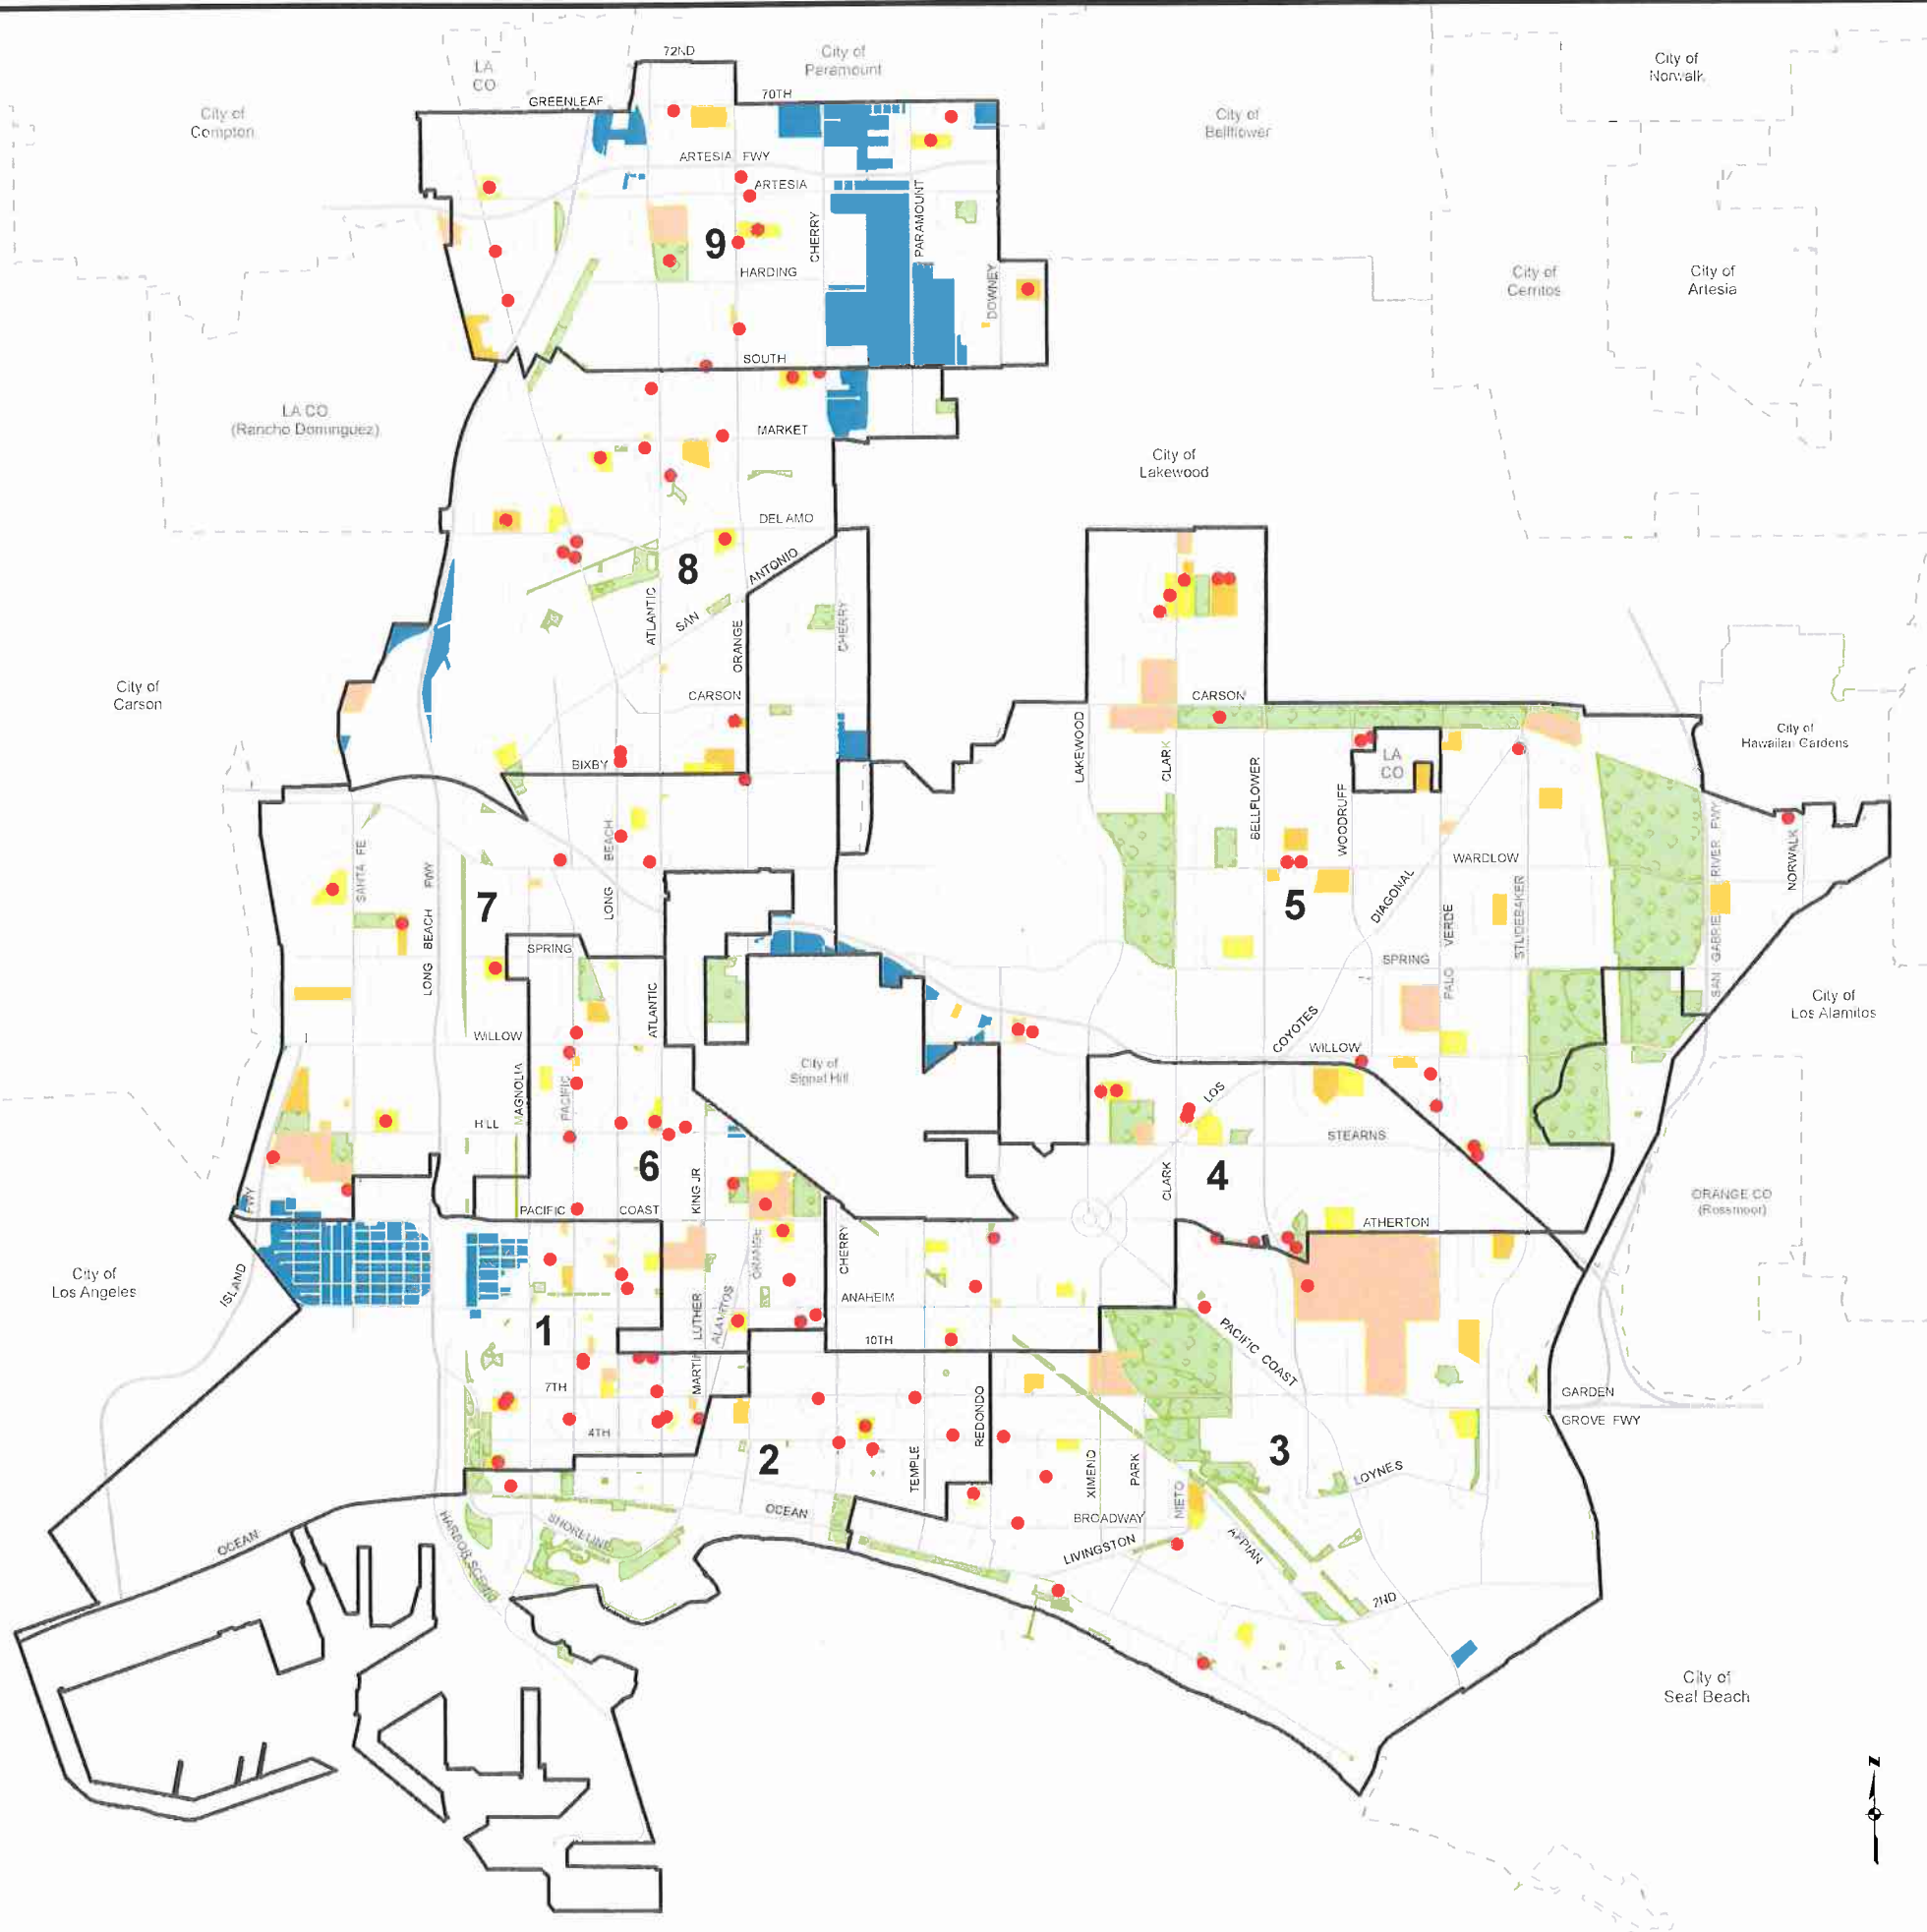 72ND
City of
Paramount
City of
Norwalk
LA
CO
GREENLEAF
70TH
City of
Compton
City of
Bellflower
ARTESIA FWY
ARTESIA
PARAMOUNT
CHERRY
9
HARDING
DOWNEY
City of
Cerritos
City of
Artesia
SOUTH
LA CO
(Rancho Dominguez)
MARKET
City of
Lakewood
DEL AMO
8
SAN ANTONIO
ATLANTIC
ORANGE
CHERRY
City of
Carson
CARSON
CARSON
LAKEWOOD
CLARK
City of
Hawaiian Gardens
LA
CO
BIXBY
BELLFLOWER
WOODRUFF
SANTA FE
LONG BEACH FWY
LONG BEACH
WARDLOW
SAN GABRIEL RIVER FWY
NORWALK
7
5
DIAGONAL
PALO VERDE
STUDEBAKER
SPRING
SPRING
ATLANTIC
City of
Los Alamitos
WILLOW
LOS COYOTES
WILLOW
City of
Signal Hill
MAGNOLIA
PACIFIC
HILL
STEARNS
6
4
CLARK
KING JR
MARTIN LUTHER
ORANGE CO
(Rossmoor)
PACIFIC COAST
ATHERTON
ORANGE
CHERRY
City of
Los Angeles
ISLAND FWY
ANAHEIM
ALAMITOS
1
10TH
PACIFIC COAST
7TH
REDONDO
GARDEN
GROVE FWY
4TH
2
TEMPLE
XIMENO
PARK
3
LOYNES
NIETO
OCEAN
BROADWAY
SHORELINE
HARBOR SCENIC
OCEAN
LIVINGSTON
APPIAN
2ND
City of
Seal Beach
N